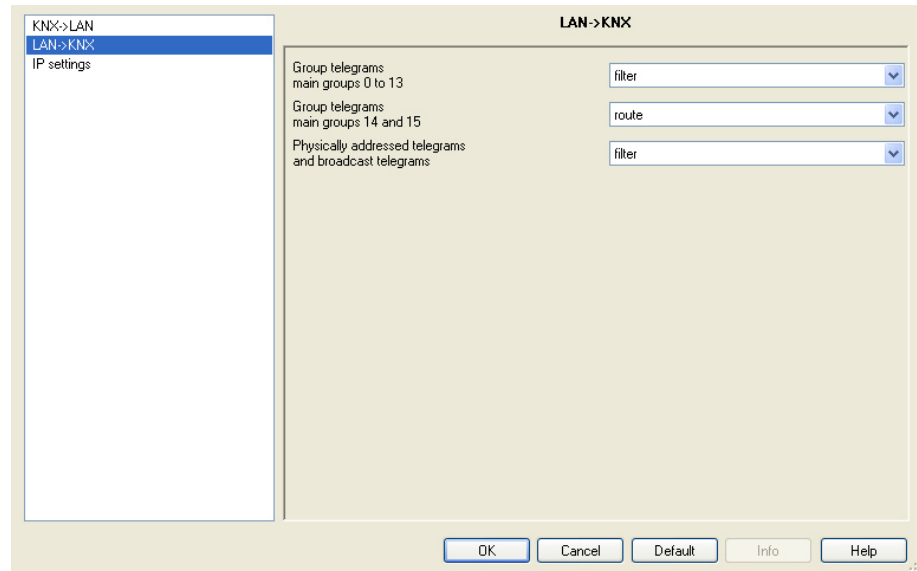 KNX->LAN
LAN->KNX
IP settings
LAN->KNX
Group telegrams
main groups 0 to 13
filter
Group telegrams
main groups 14 and 15
route
Physically addressed telegrams
and broadcast telegrams
filter
OK
Cancel
Default
Info
Help